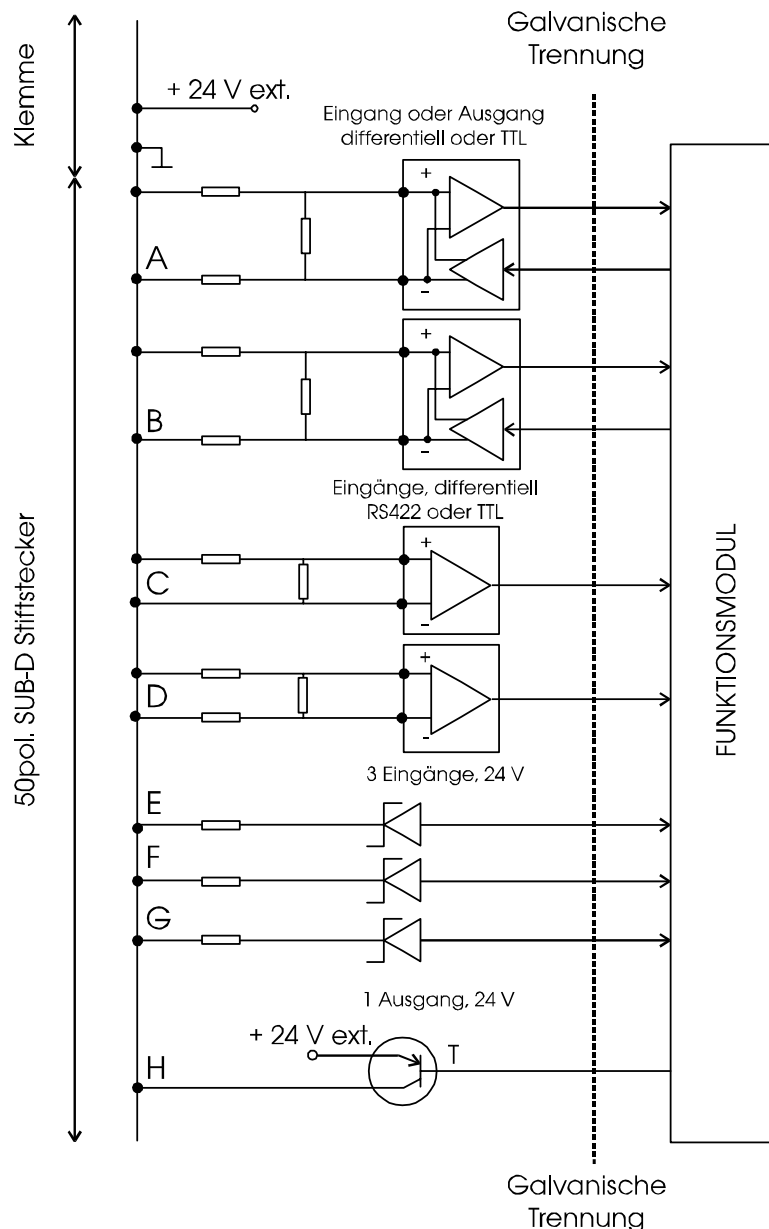 Galvanische
Trennung
Klemme
+ 24 V ext.
Eingang oder Ausgang
differentiell oder TTL
+
A
-
+
B
-
Eingänge, differentiell
RS422 oder TTL
+
C
-
+
D
-
3 Eingänge, 24 V
E
F
G
1 Ausgang, 24 V
+ 24 V ext.
T
H
50pol. SUB-D Stiftstecker
FUNKTIONSMODUL
Galvanische
Trennung